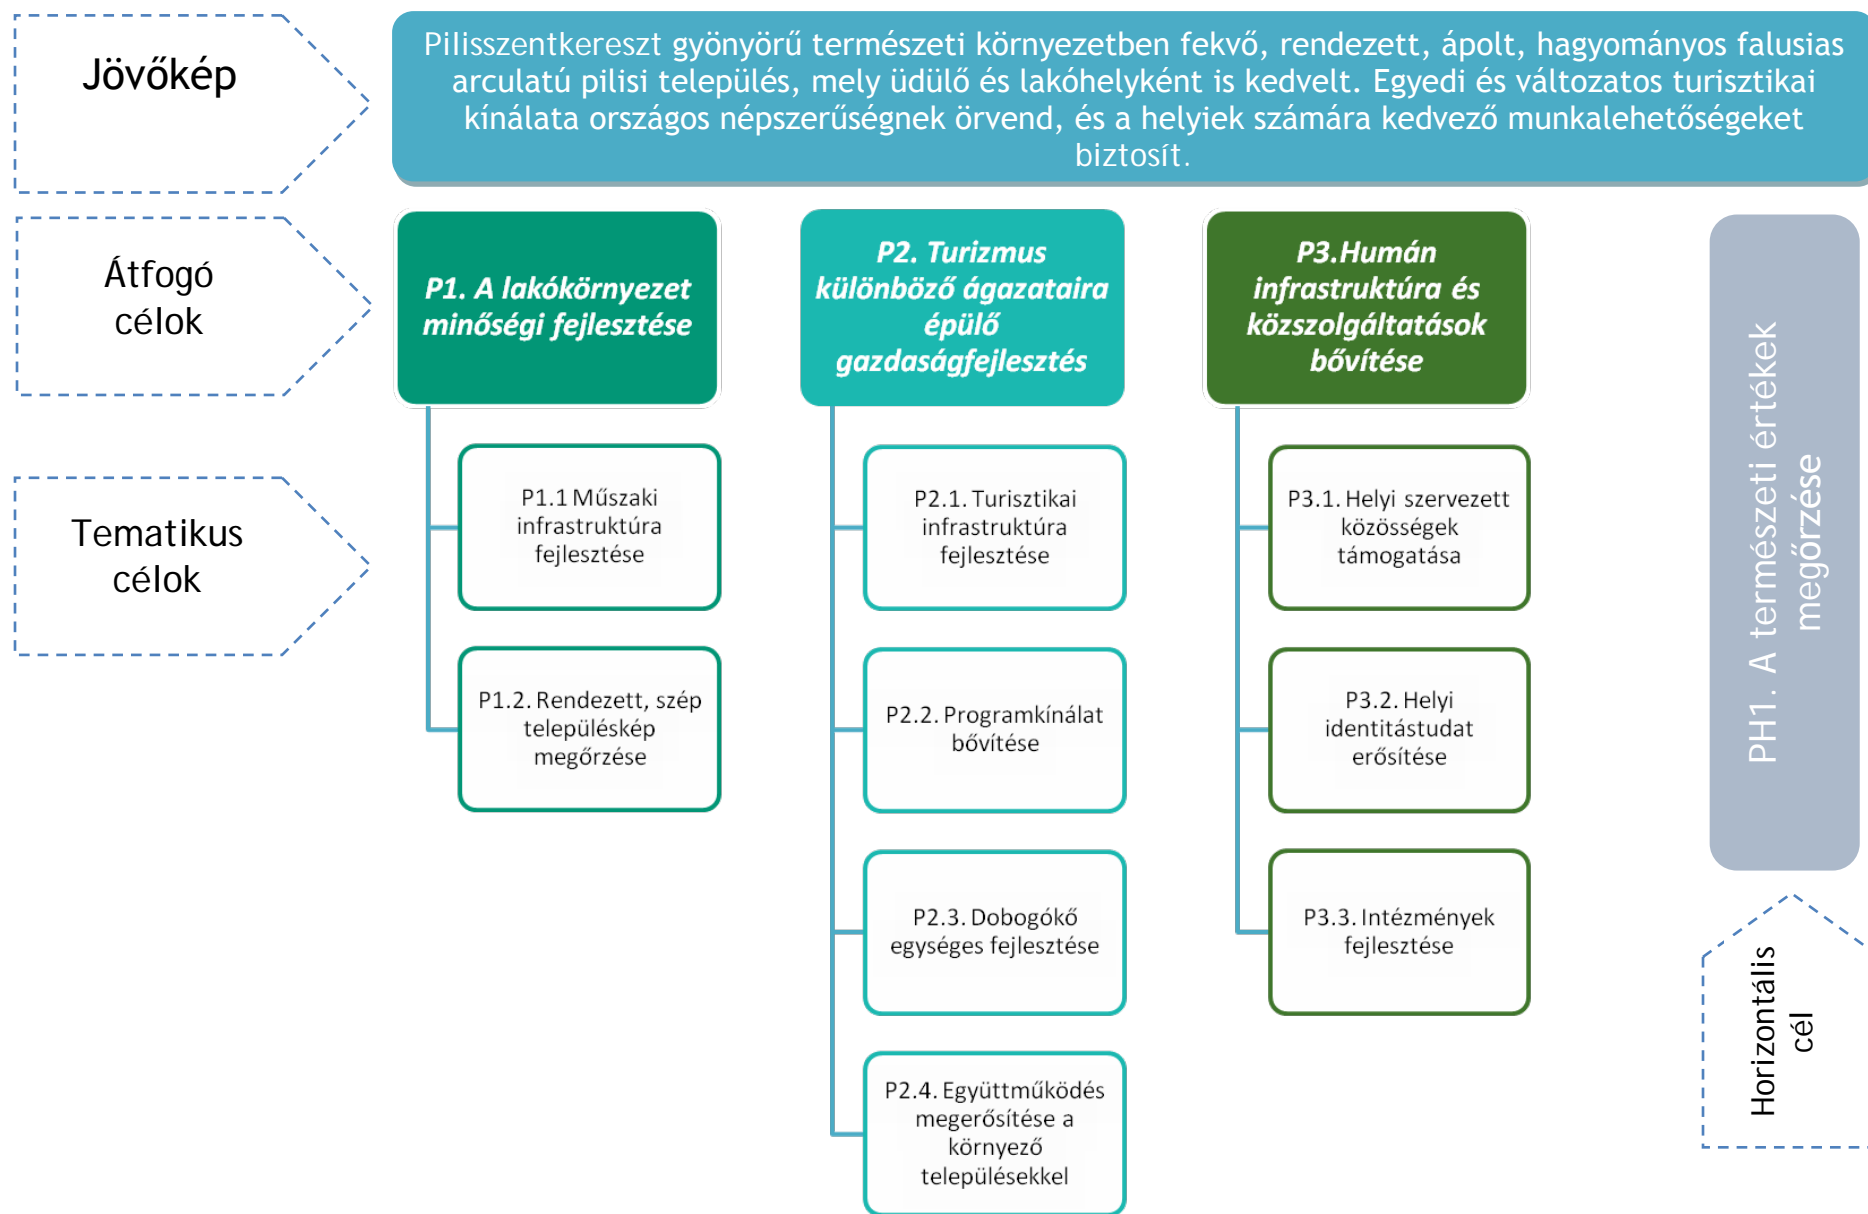 Jövőkép
Pilisszentkereszt gyönyörű természeti környezetben fekvő, rendezett, ápolt, hagyományos falusias
arculatú pilisi település, mely üdülő és lakóhelyként is kedvelt. Egyedi és változatos turisztikai
kínálata országos népszerűségnek örvend, és a helyiek számára kedvező munkalehetőségeket
biztosít.
Átfogó
célok
P1. A lakókörnyezet
minőségi fejlesztése
P2. Turizmus
különböző ágazataira
épülő
gazdaságfejlesztés
P3.Humán
infrastruktúra és
közszolgáltatások
bővítése
Tematikus
célok
P1.1 Műszaki
infrastruktúra
fejlesztése
P1.2. Rendezett, szép
településkép
megőrzése
P2.1. Turisztikai
infrastruktúra
fejlesztése
P2.2. Programkínálat
bővítése
P2.3. Dobogókő
egységes fejlesztése
P2.4. Együttműködés
megerősítése a
környező
településekkel
P3.1. Helyi szervezett
közösségek
támogatása
P3.2. Helyi
identitástudat
erősítése
P3.3. Intézmények
fejlesztése
PH1. A természeti értékek
megőrzése
Horizontális
cél